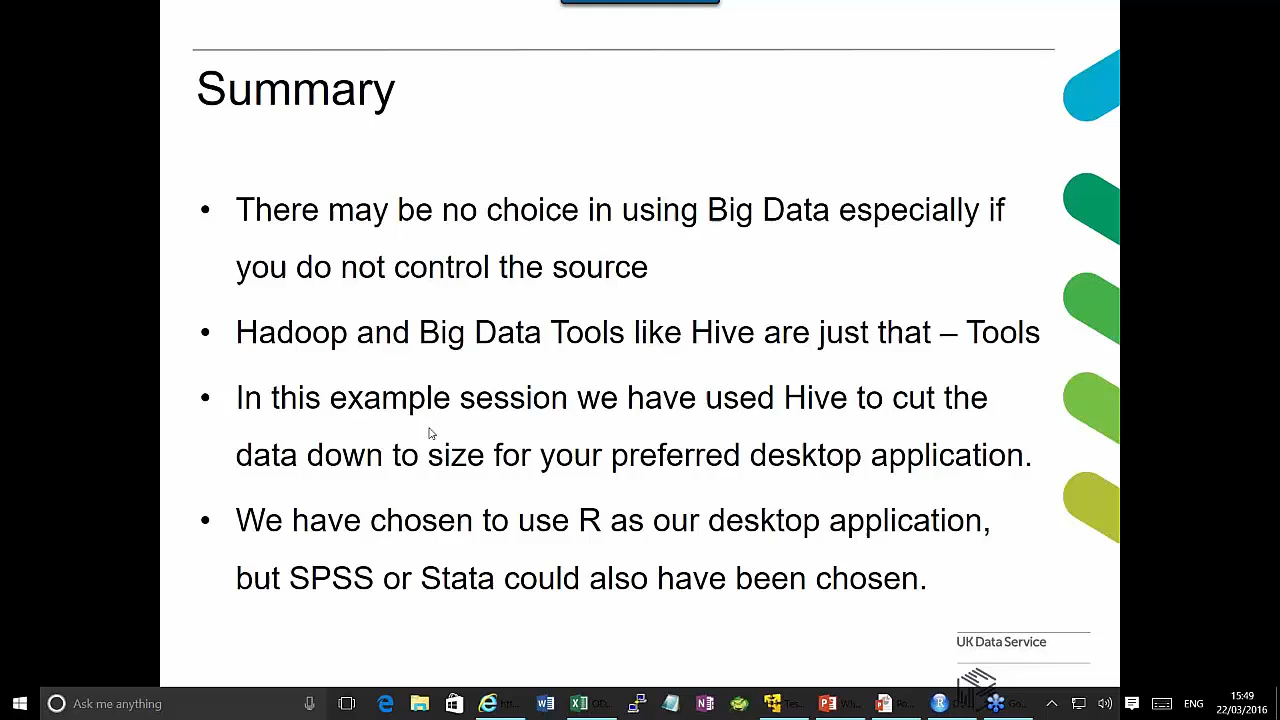 Summary
• There may be no choice in using Big Data especially if
you do not control the source
• Hadoop and Big Data Tools like Hive are just that – Tools
• In this example session we have used Hive to cut the
data down to size for your preferred desktop application.
• We have chosen to use R as our desktop application,
but SPSS or Stata could also have been chosen.
UK Data Service
Ask me anything
ENG
15:49
22/03/2016